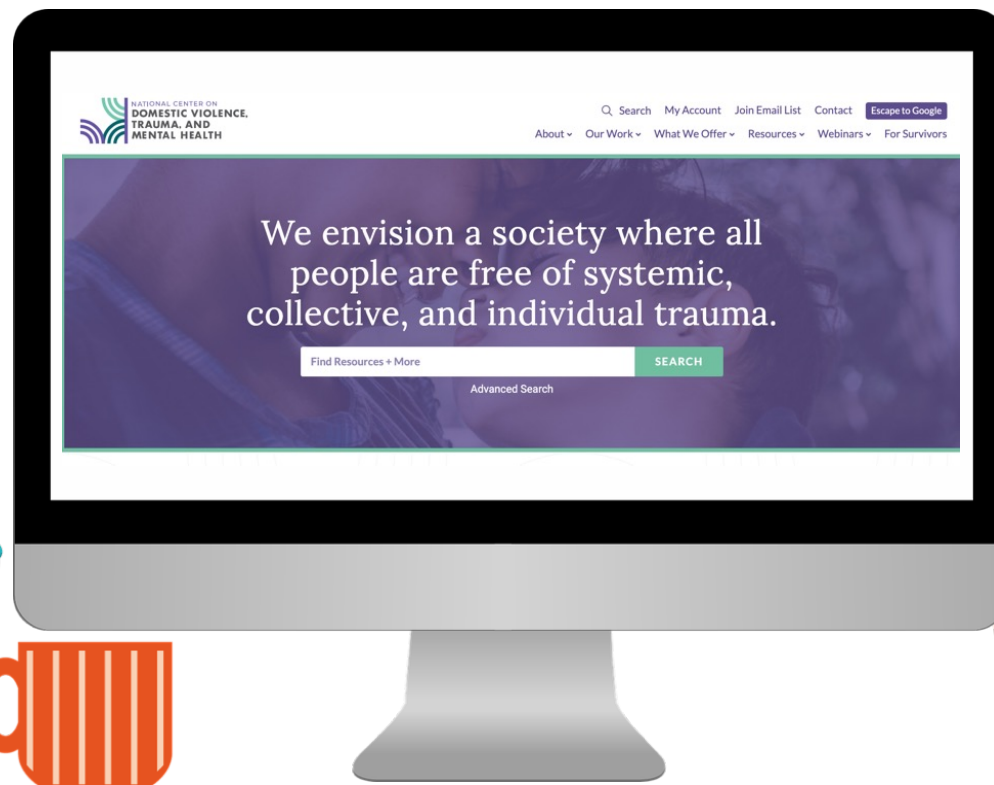 NATIONAL CENTER ON
DOMESTIC VIOLENCE,
TRAUMA, AND
MENTAL HEALTH
Search My Account Join Email List Contact Escape to Google
About Our Work What We Offer Resources Webinars For Survivors
We envision a society where all
people are free of systemic,
collective, and individual trauma.
Find Resources + More SEARCH
Advanced Search